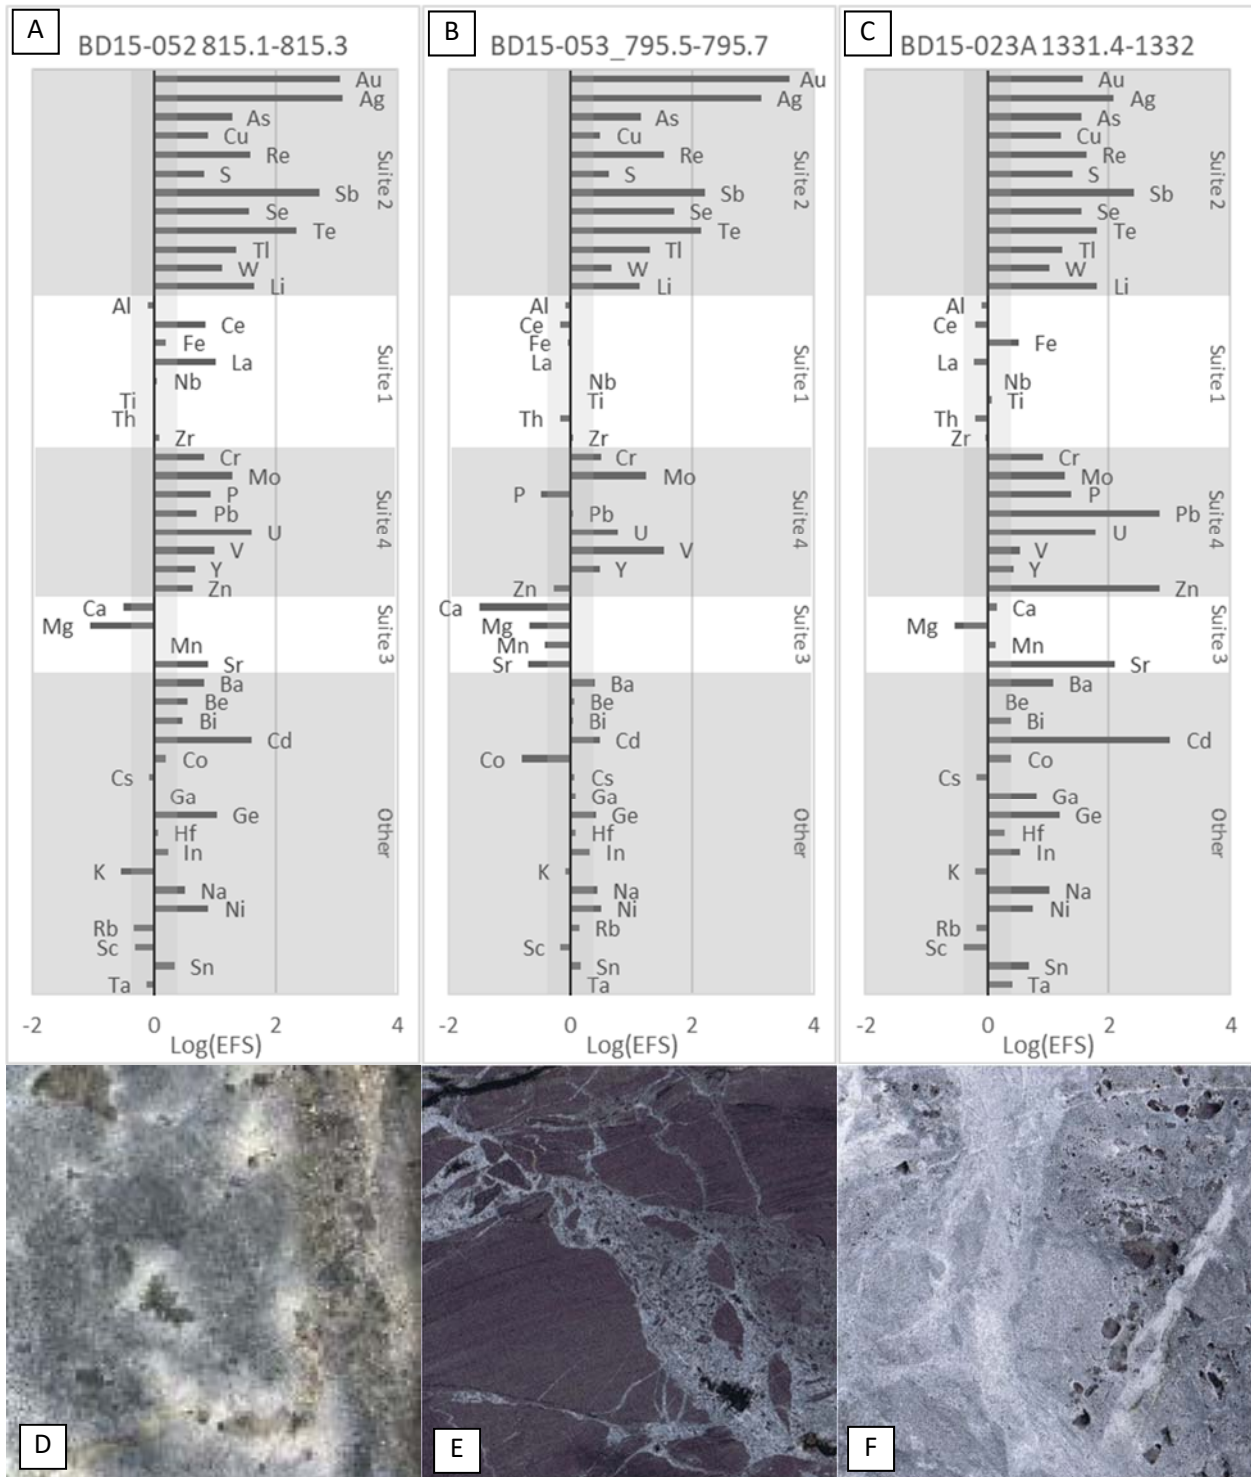 A
BD15-052 815.1-815.3
Au
Ag
As
Cu
Re
S
Sb
Se
Te
Tl
W
Li
Suite 2
Al
Ce
Fe
La
Nb
Ti
Th
Zr
Suite 1
Cr
Mo
P
Pb
U
V
Y
Zn
Suite 4
Ca
Mg
Mn
Sr
Suite 3
Ba
Be
Bi
Cd
Co
Cs
Ga
Ge
Hf
In
K
Na
Ni
Rb
Sc
Sn
Ta
Other
-2 0 2 4
Log(EFS)
B
BD15-053_795.5-795.7
Au
Ag
As
Cu
Re
S
Sb
Se
Te
Tl
W
Li
Suite 2
Al
Ce
Fe
La
Nb
Ti
Th
Zr
Suite 1
Cr
Mo
P
Pb
U
V
Y
Zn
Suite 4
Ca
Mg
Mn
Sr
Suite 3
Ba
Be
Bi
Cd
Co
Cs
Ga
Ge
Hf
In
K
Na
Ni
Rb
Sc
Sn
Ta
Other
-2 0 2 4
Log(EFS)
C
BD15-023A 1331.4-1332
Au
Ag
As
Cu
Re
S
Sb
Se
Te
Tl
W
Li
Suite 2
Al
Ce
Fe
La
Nb
Ti
Th
Zr
Suite 1
Cr
Mo
P
Pb
U
V
Y
Zn
Suite 4
Ca
Mg
Mn
Sr
Suite 3
Ba
Be
Bi
Cd
Co
Cs
Ga
Ge
Hf
In
K
Na
Ni
Rb
Sc
Sn
Ta
Other
-2 0 2 4
Log(EFS)
D
E
F